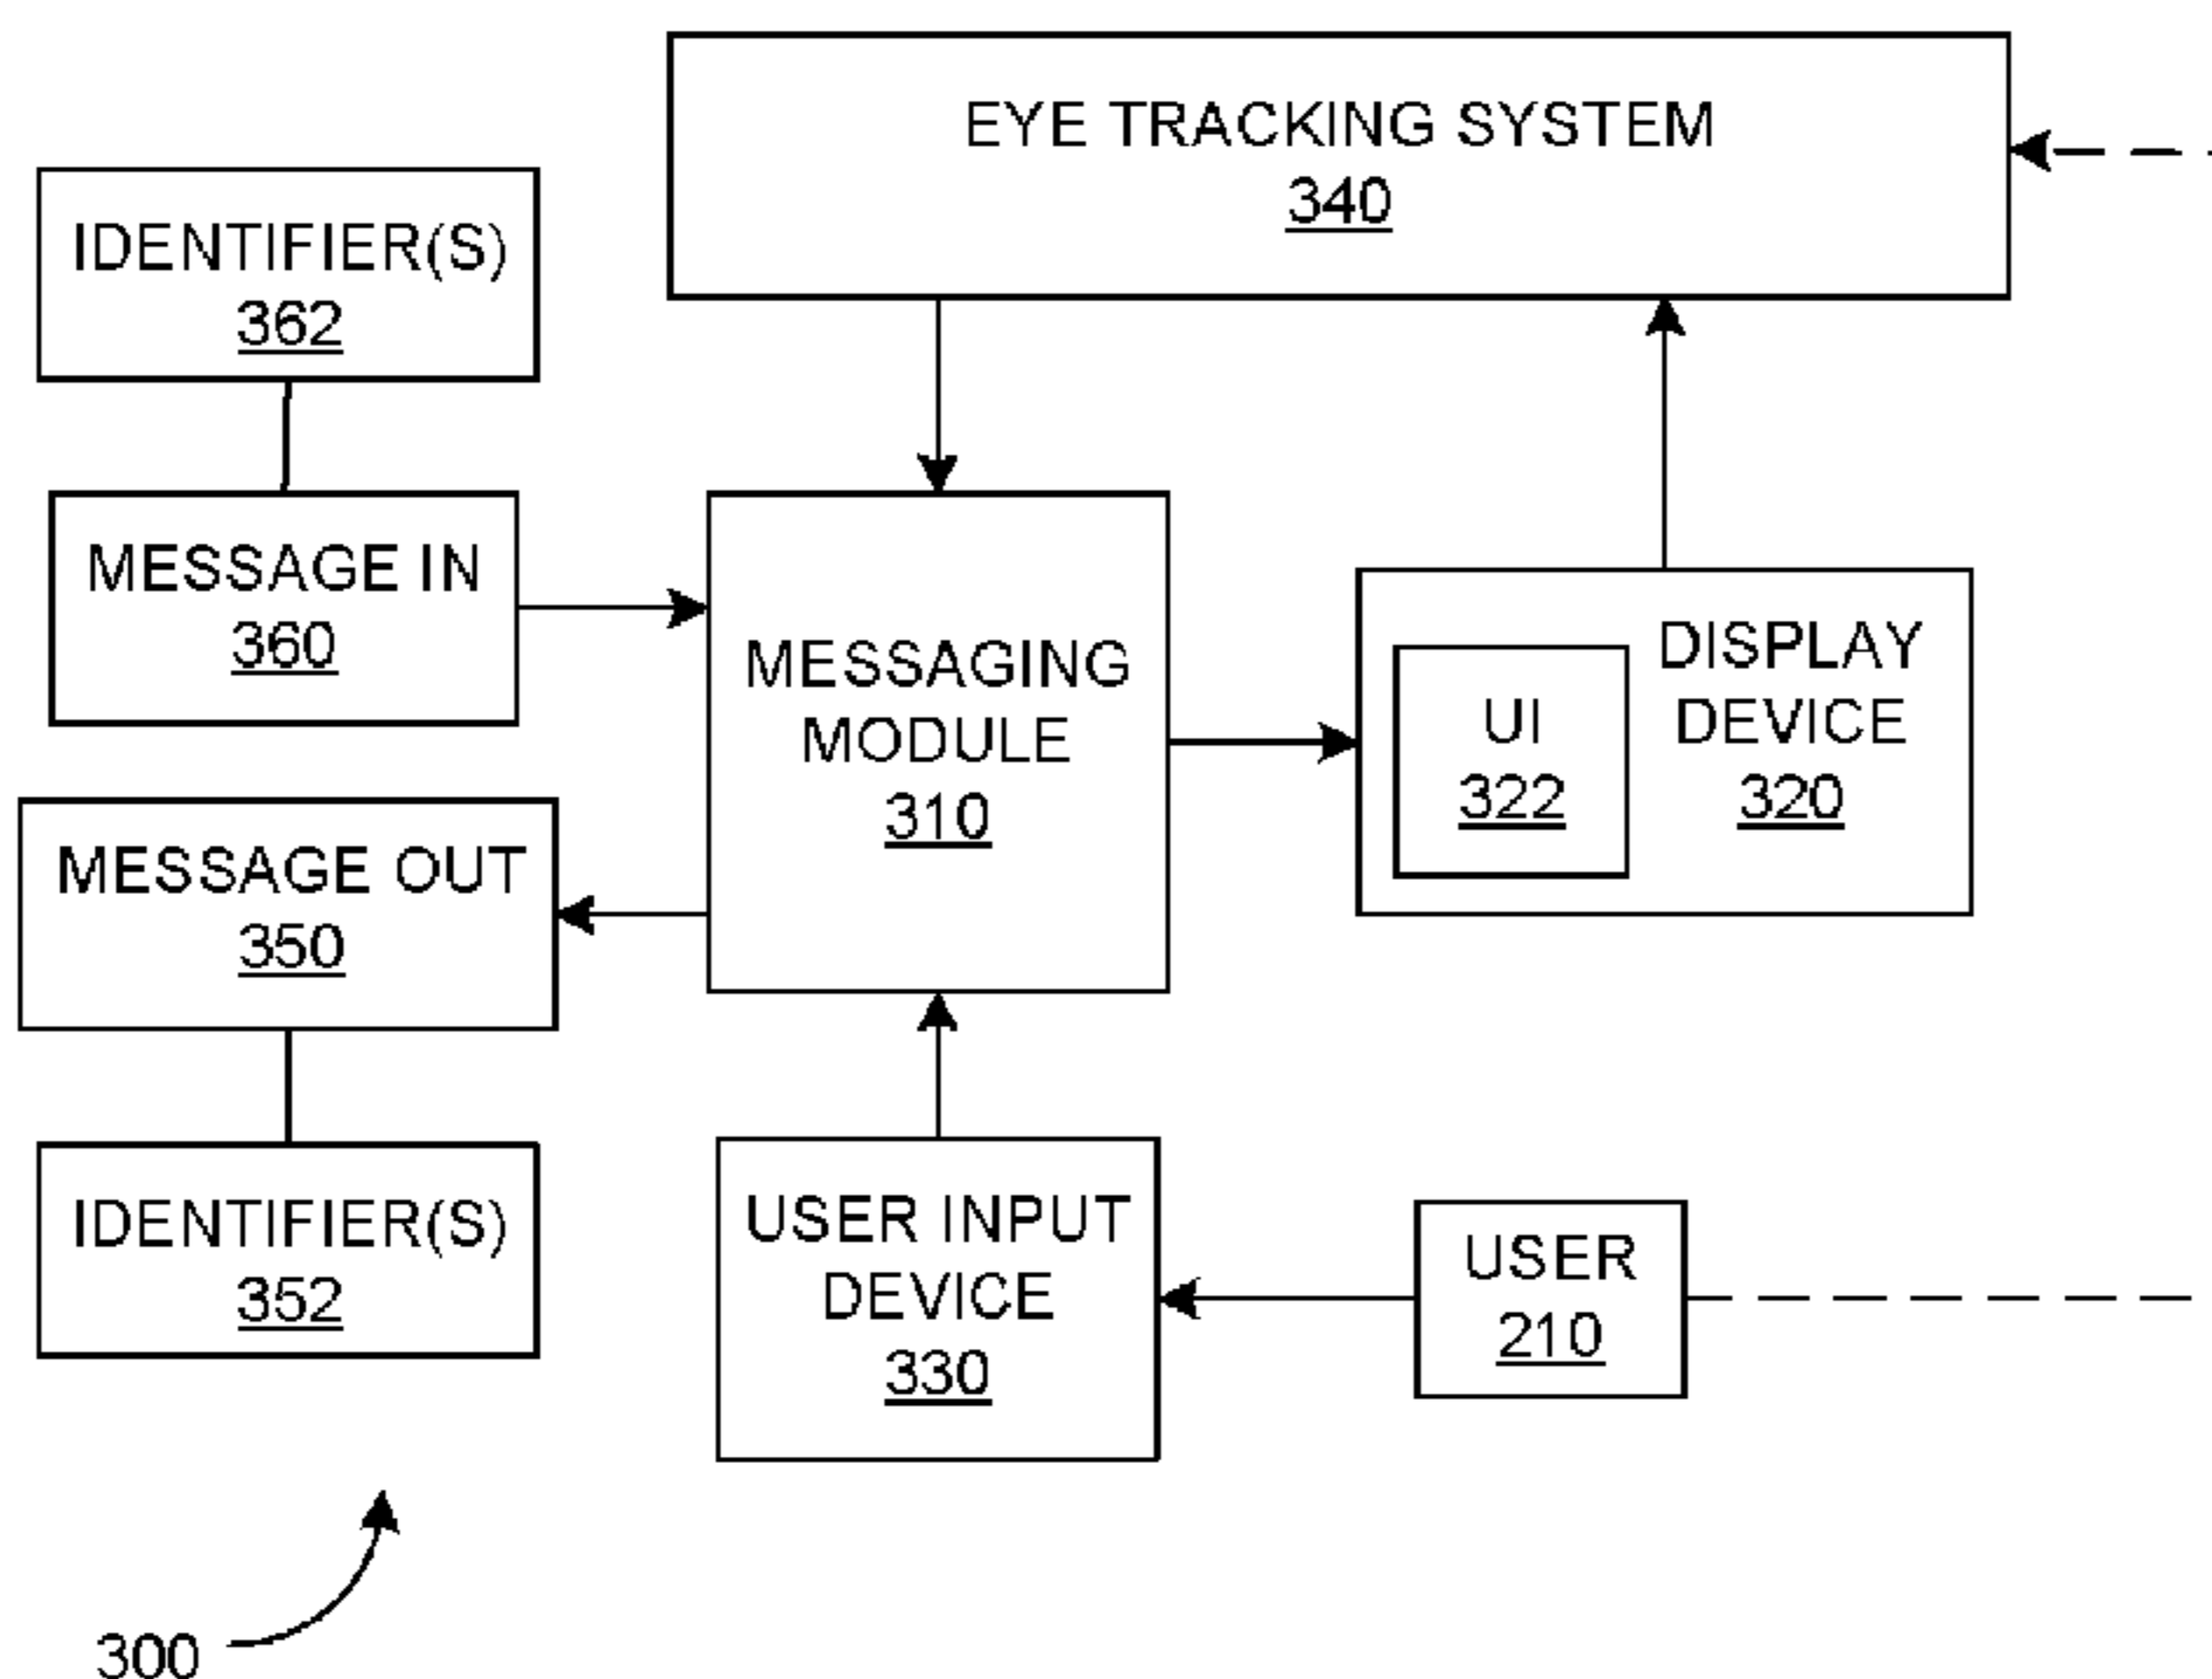 EYE TRACKING SYSTEM
340
IDENTIFIER(S)
362
MESSAGE IN
360
MESSAGING
MODULE
310
DISPLAY
DEVICE
320
UI
322
MESSAGE OUT
350
IDENTIFIER(S)
352
USER INPUT
DEVICE
330
USER
210
300